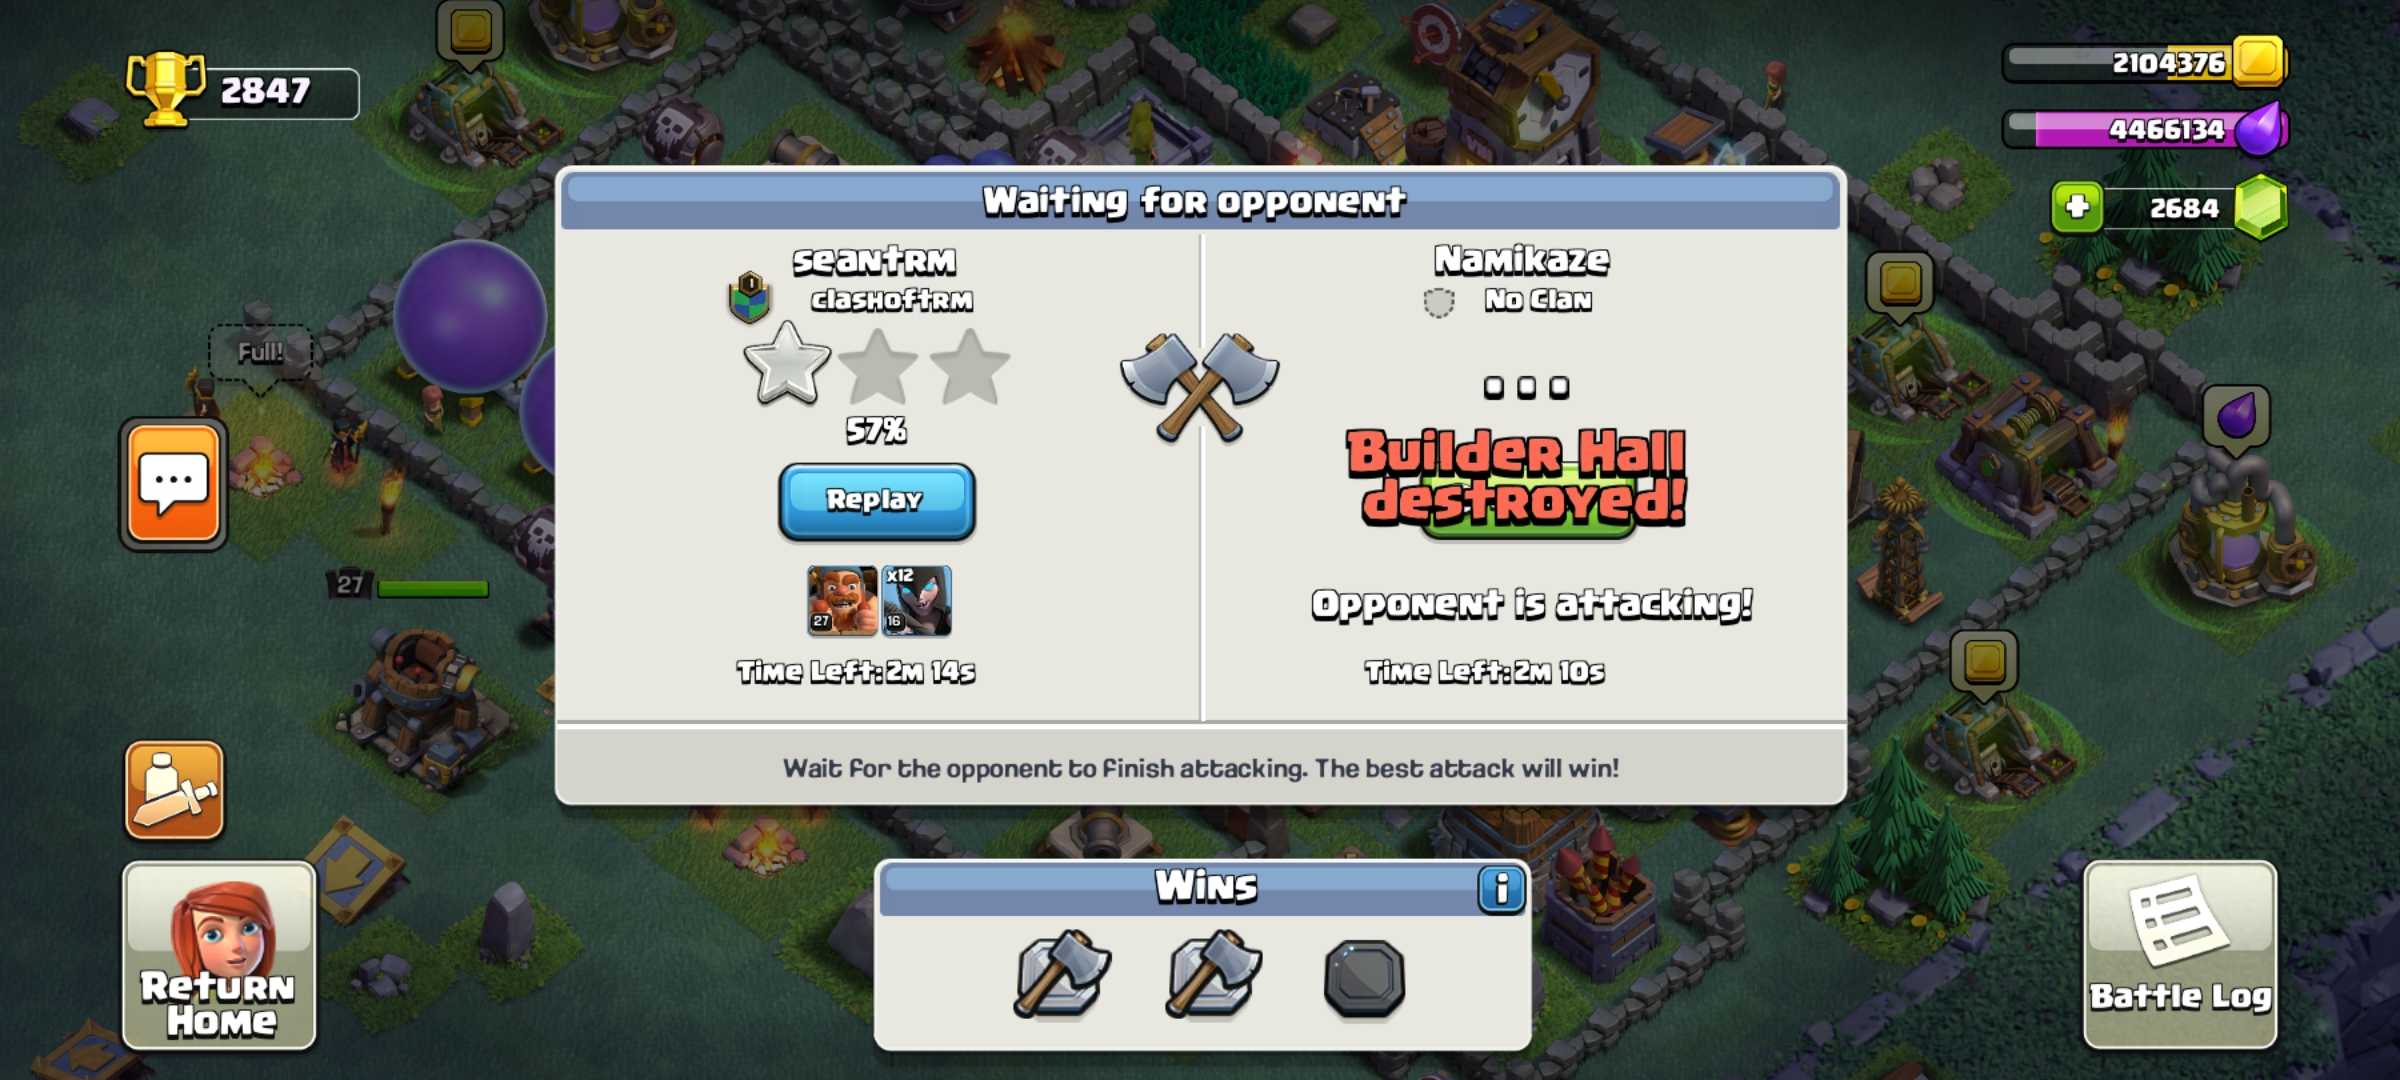 2847
2104376
4466134
2684
Waiting for opponent
seantrm
clashoftrm
57%
Replay
x12
27
16
Time Left: 2m 14s
Namikaze
No Clan
Builder Hall
destroyed!
Opponent is attacking!
Time Left: 2m 10s
Wait for the opponent to finish attacking. The best attack will win!
Full!
27
Wins
i
Return
Home
Battle Log